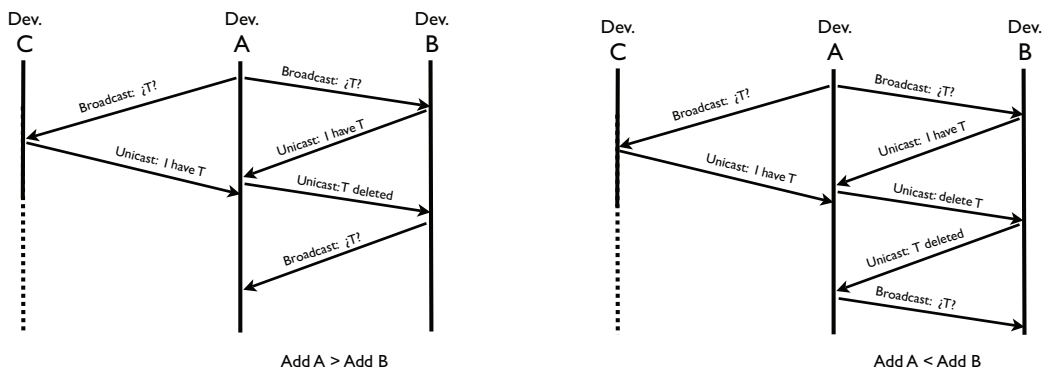 Dev.
C
Dev.
A
Dev.
B
Broadcast: ¿T?
Broadcast: ¿T?
Unicast: I have T
Unicast: I have T
Unicast: T deleted
Broadcast: ¿T?
Add A > Add B
Dev.
C
Dev.
A
Dev.
B
Broadcast: ¿T?
Broadcast: ¿T?
Unicast: I have T
Unicast: I have T
Unicast: delete T
Unicast: T deleted
Broadcast: ¿T?
Add A < Add B